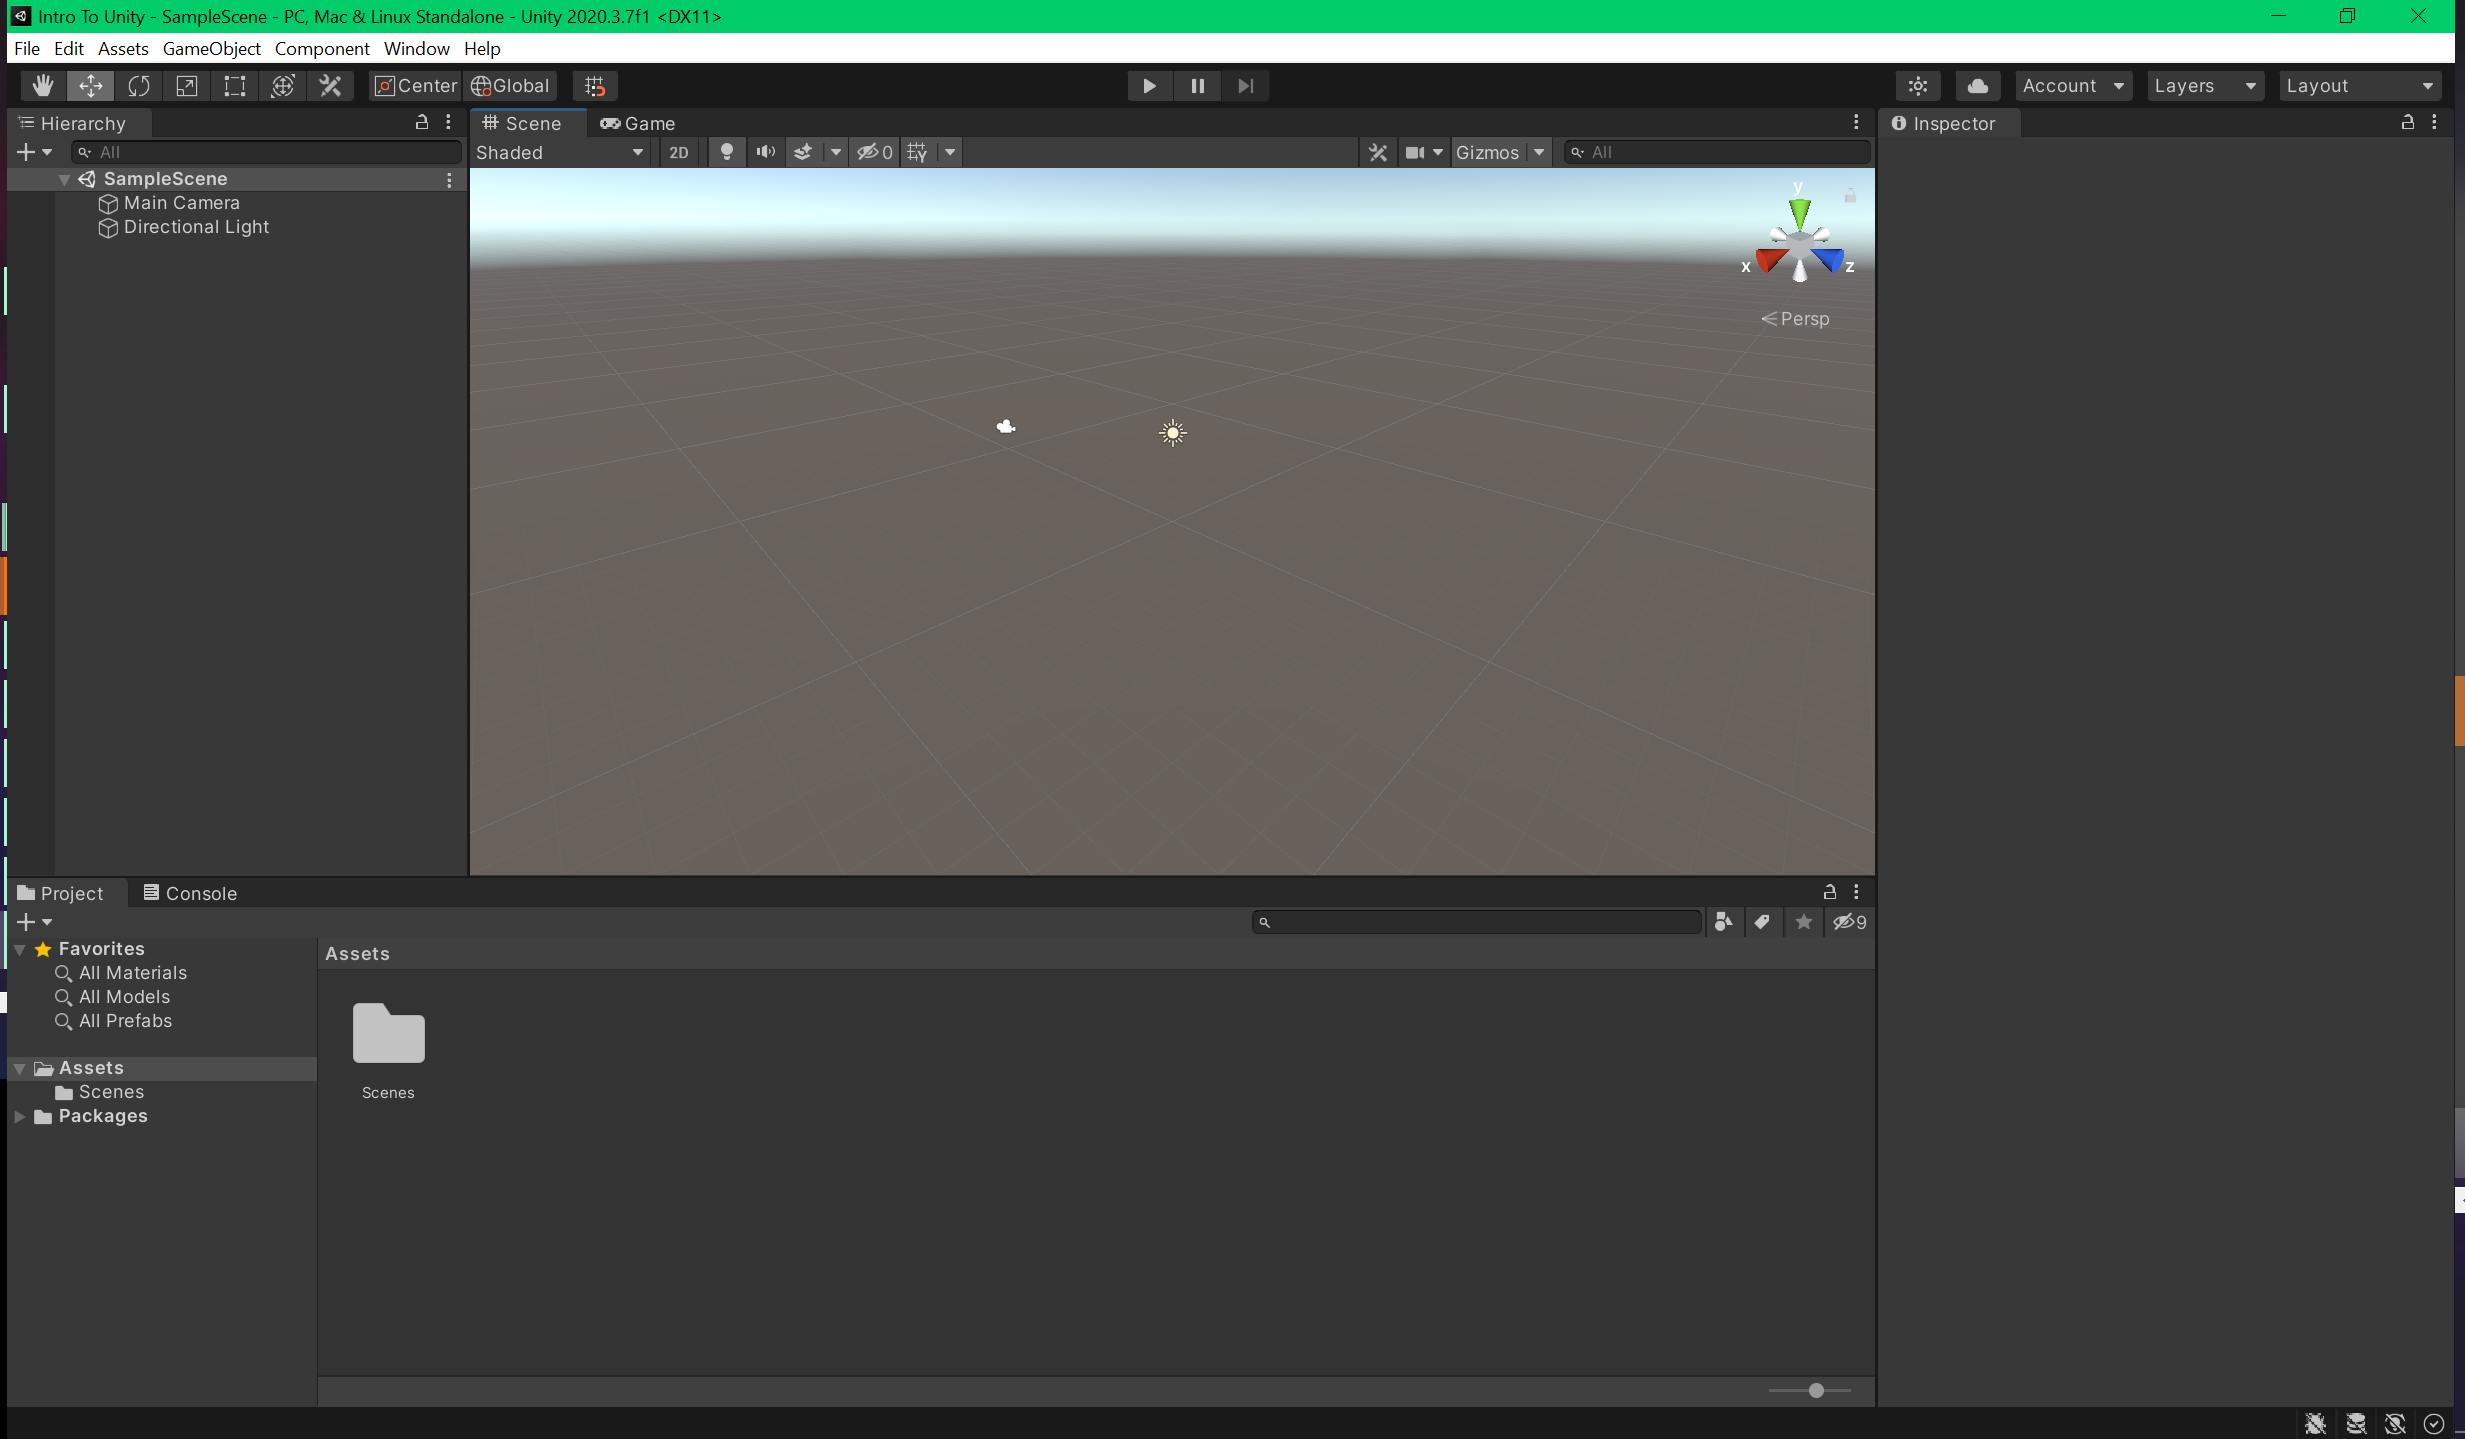 Intro To Unity - SampleScene - PC, Mac & Linux Standalone - Unity 2020.3.7f1 <DX11>
File Edit Assets GameObject Component Window Help
Center Global Account Layers Layout
Hierarchy
Scene Game
Inspector
All
Shaded 2D 0 Gizmos All
SampleScene
Main Camera
Directional Light
y
x z
Persp
Project Console
9
Favorites
All Materials
All Models
All Prefabs
Assets
Scenes
Packages
Assets
Scenes